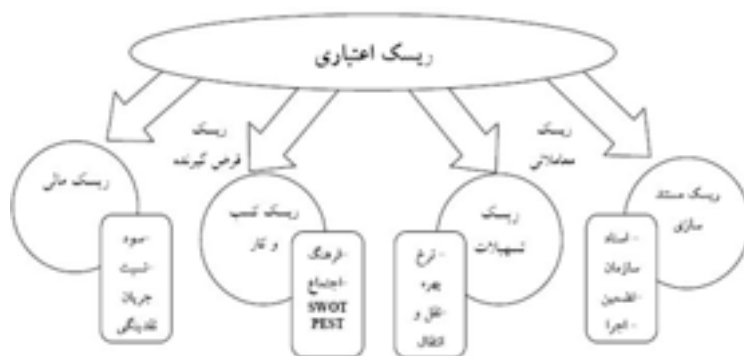 ریسک اعتباری
ریسک
معاملاتی
ریسک
قرض گیرنده
ریسک مستند
سازی
- اسناد
سازمان
-تضمین
- اجرا
ریسک
تسهیلات
- نرخ
بهره
- نقل و
انتقال
ریسک کسب
و کار
-فرهنگ
-اجتماع
SWOT
PEST
ریسک مالی
-سود
-نسبت
جریان
نقدینگی